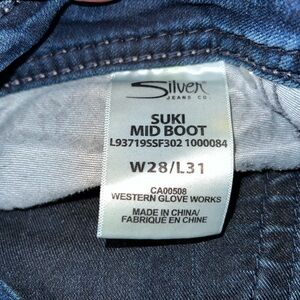 Silver
JEANS CO.
SUKI
MID BOOT
L93719SSF302 1000084
W28/L31
CA00508
WESTERN GLOVE WORKS
MADE IN CHINA/
FABRIQUÉ EN CHINE